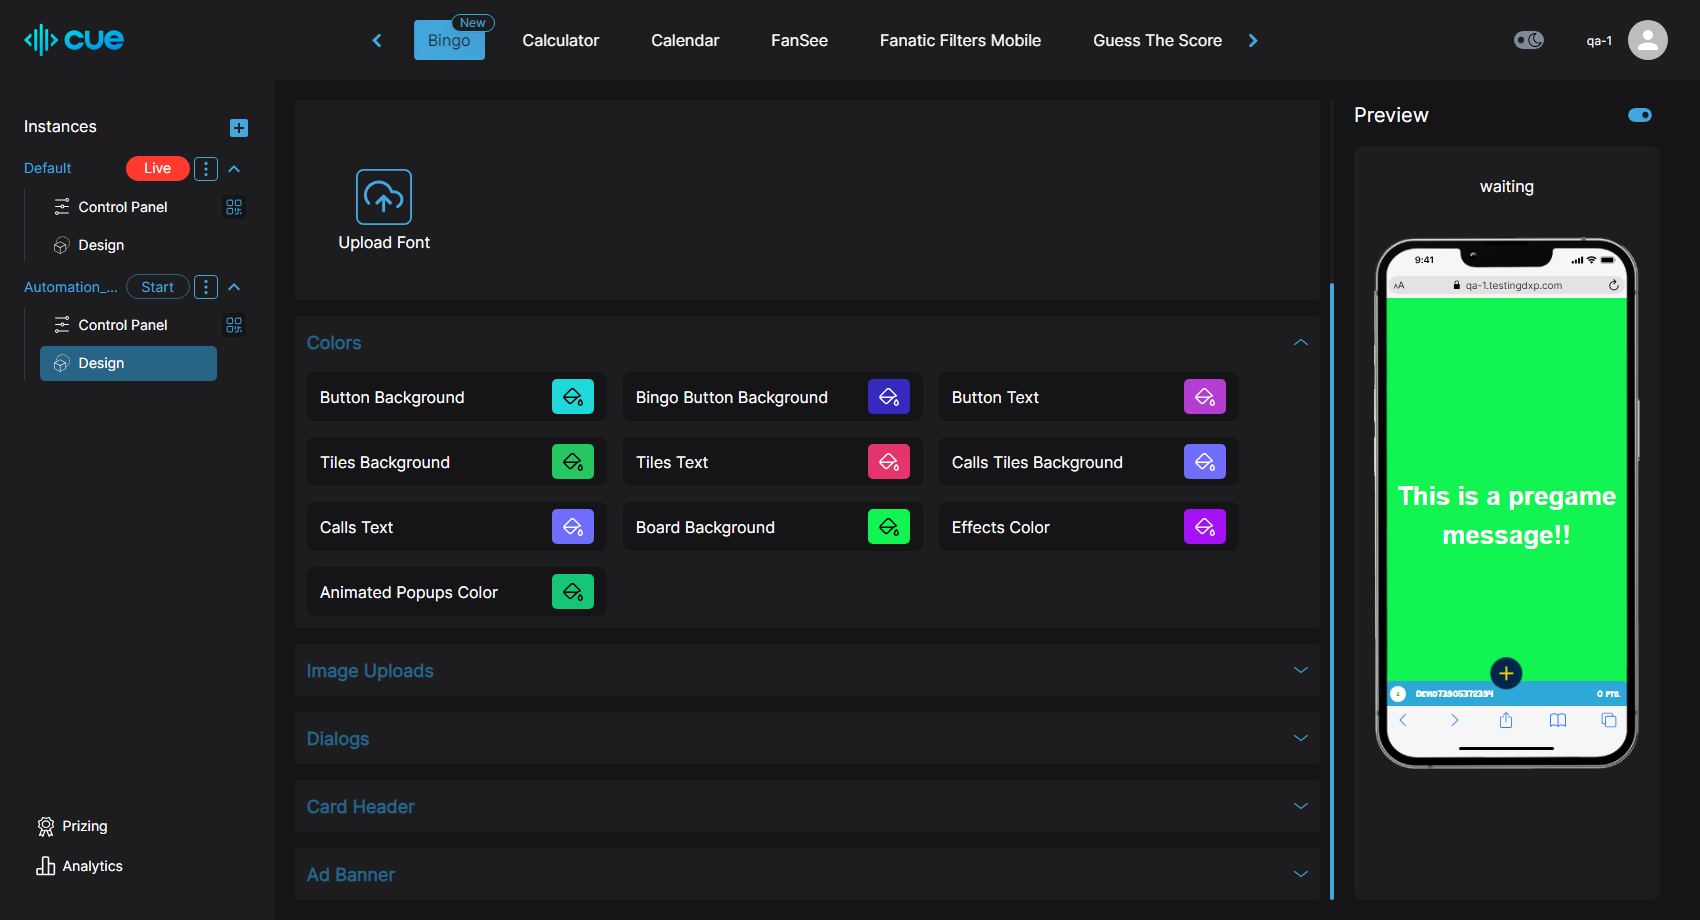 cue
Bingo
New
Calculator
Calendar
FanSee
Fanatic Filters Mobile
Guess The Score
qa-1
Instances
Default
Live
Control Panel
Design
Automation_...
Start
Control Panel
Design
Prizing
Analytics
Upload Font
Colors
Button Background
Bingo Button Background
Button Text
Tiles Background
Tiles Text
Calls Tiles Background
Calls Text
Board Background
Effects Color
Animated Popups Color
Image Uploads
Dialogs
Card Header
Ad Banner
Preview
waiting
9:41
AA
qa-1.testingdxp.com
This is a pregame
message!!
Devid73905372394
0 PTS.